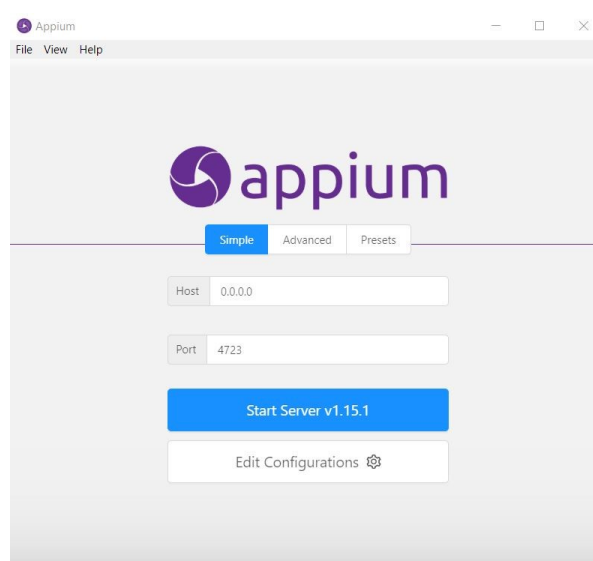 Appium
File View Help
appium
Simple Advanced Presets
Host 0.0.0.0
Port 4723
Start Server v1.15.1
Edit Configurations